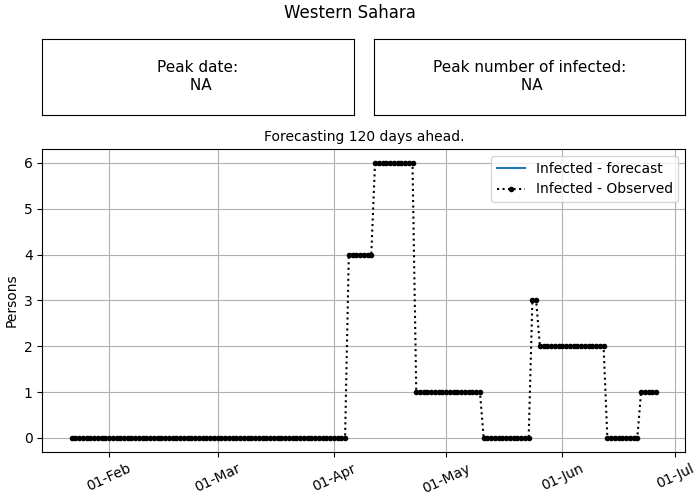 Western Sahara
Peak date:
NA
Peak number of infected:
NA
Forecasting 120 days ahead.
Infected - forecast
Infected - Observed
Persons
6
5
4
3
2
1
0
01-Feb
01-Mar
01-Apr
01-May
01-Jun
01-Jul